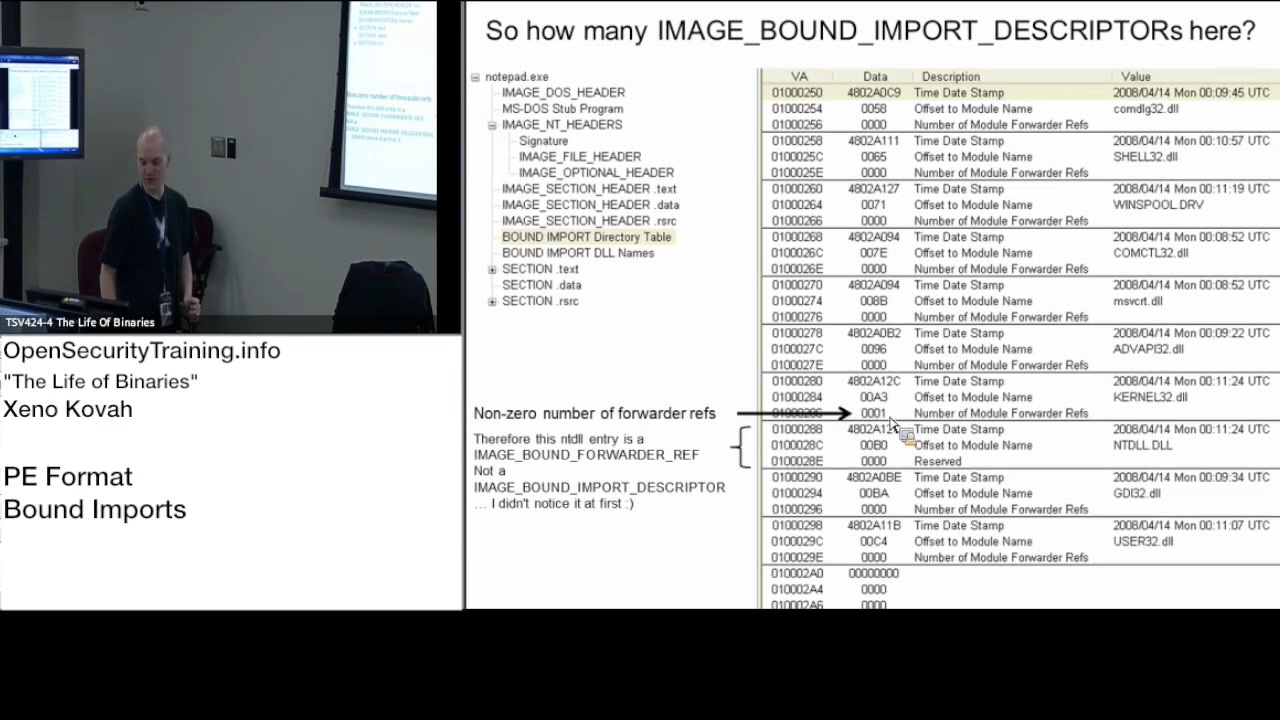 So how many IMAGE_BOUND_IMPORT_DESCRIPTORs here?
TSV424-4 The Life Of Binaries
OpenSecurityTraining.info
"The Life of Binaries"
Xeno Kovah
PE Format
Bound Imports
notepad.exe
IMAGE_DOS_HEADER
MS-DOS Stub Program
IMAGE_NT_HEADERS
Signature
IMAGE_FILE_HEADER
IMAGE_OPTIONAL_HEADER
IMAGE_SECTION_HEADER .text
IMAGE_SECTION_HEADER .data
IMAGE_SECTION_HEADER .rsrc
BOUND IMPORT Directory Table
BOUND IMPORT DLL Names
SECTION .text
SECTION .data
SECTION .rsrc
Non-zero number of forwarder refs
Therefore this ntdll entry is a
IMAGE_BOUND_FORWARDER_REF
Not a
IMAGE_BOUND_IMPORT_DESCRIPTOR
... I didn't notice it at first :)
VA Data Description Value
01000250 4802A0C9 Time Date Stamp 2008/04/14 Mon 00:09:45 UTC
01000254 0058 Offset to Module Name comdlg32.dll
01000256 0000 Number of Module Forwarder Refs
01000258 4802A111 Time Date Stamp 2008/04/14 Mon 00:10:57 UTC
0100025C 0065 Offset to Module Name SHELL32.dll
0100025E 0000 Number of Module Forwarder Refs
01000260 4802A127 Time Date Stamp 2008/04/14 Mon 00:11:19 UTC
01000264 0071 Offset to Module Name WINSPOOL.DRV
01000266 0000 Number of Module Forwarder Refs
01000268 4802A094 Time Date Stamp 2008/04/14 Mon 00:08:52 UTC
0100026C 007E Offset to Module Name COMCTL32.dll
0100026E 0000 Number of Module Forwarder Refs
01000270 4802A094 Time Date Stamp 2008/04/14 Mon 00:08:52 UTC
01000274 008B Offset to Module Name msvcrt.dll
01000276 0000 Number of Module Forwarder Refs
01000278 4802A0B2 Time Date Stamp 2008/04/14 Mon 00:09:22 UTC
0100027C 0096 Offset to Module Name ADVAPI32.dll
0100027E 0000 Number of Module Forwarder Refs
01000280 4802A12C Time Date Stamp 2008/04/14 Mon 00:11:24 UTC
01000284 00A3 Offset to Module Name KERNEL32.dll
01000286 0001 Number of Module Forwarder Refs
01000288 Time Date Stamp 2008/04/14 Mon 00:11:24 UTC
0100028C 00B0 Offset to Module Name NTDLL.DLL
0100028E 0000 Reserved
01000290 4802A0BE Time Date Stamp 2008/04/14 Mon 00:09:34 UTC
01000294 00BA Offset to Module Name GDI32.dll
01000296 0000 Number of Module Forwarder Refs
01000298 4802A11B Time Date Stamp 2008/04/14 Mon 00:11:07 UTC
0100029C 00C4 Offset to Module Name USER32.dll
0100029E 0000 Number of Module Forwarder Refs
010002A0 00000000
010002A4 0000
010002A6 0000